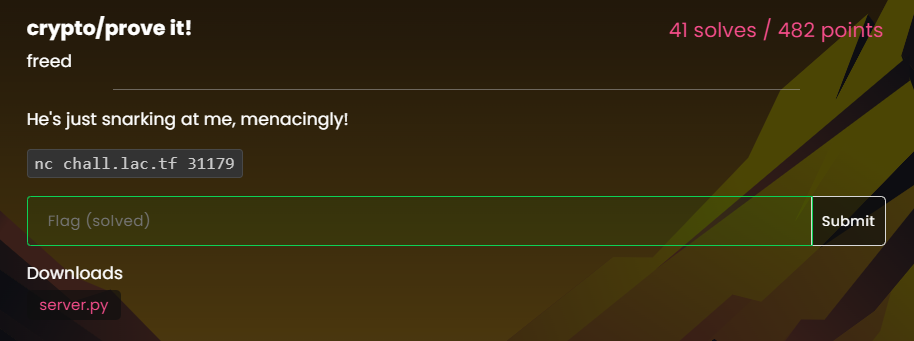 crypto/prove it!
41 solves / 482 points
freed
He's just snarking at me, menacingly!
nc chall.lac.tf 31179
Flag (solved)
Submit
Downloads
server.py